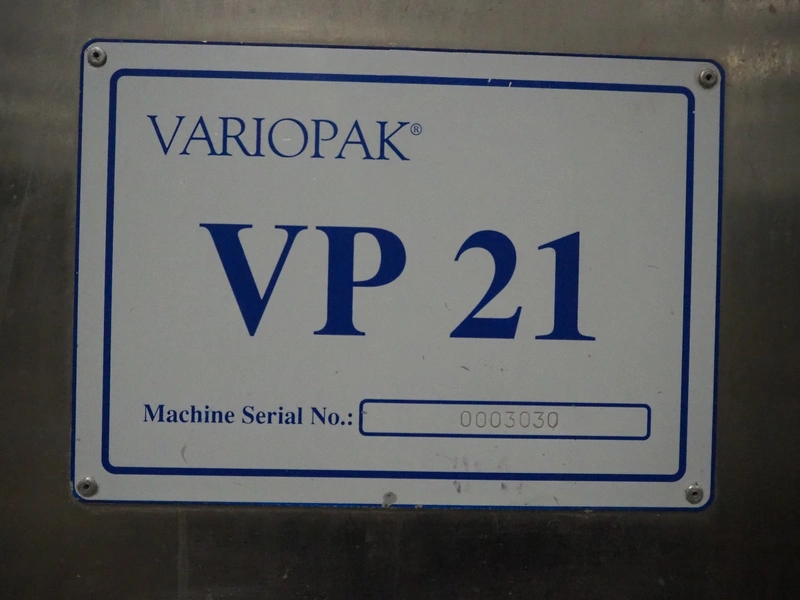 VARIOPAK®
VP 21
Machine Serial No.: 0003030